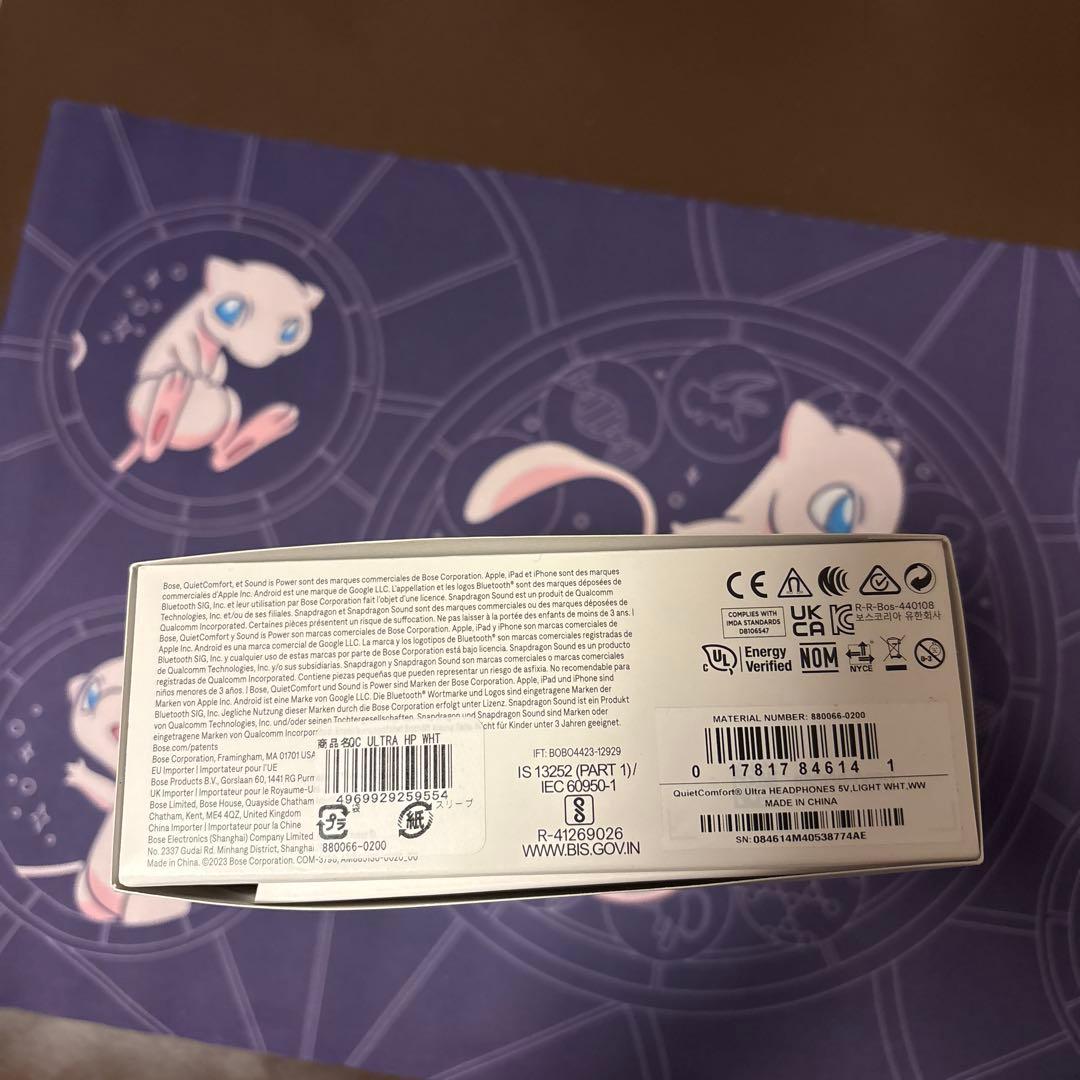 Bose, QuietComfort, et Sound is Power sont des marques commerciales de Bose Corporation. Apple, iPad et iPhone sont des marques
d'Apple Inc. Android est une marque de Google LLC. L'appellation et les logos Bluetooth® sont des marques déposées de
Bluetooth SIG, Inc. et leur utilisation par Bose Corporation fait l'objet d'une licence. Snapdragon Sound est un produit de Qualcomm
Technologies, Inc. et/ou de ses filiales. Snapdragon et Snapdragon Sound sont des marques commerciales ou des marques déposées de
Qualcomm Incorporated. Certaines pièces présentent un risque de suffocation. Ne pas laisser à la portée des enfants de moins de 3 ans. |
Bose, QuietComfort y Sound is Power son marcas comerciales de Bose Corporation. Apple, iPad y iPhone son marcas comerciales de
Apple Inc. Android es una marca comercial de Google LLC. La marca y los logotipos de Bluetooth® son marcas comerciales registradas de
Bluetooth SIG, Inc. y cualquier uso de estas marcas por parte de Bose Corporation está bajo licencia. Snapdragon Sound es un producto
de Qualcomm Technologies, Inc. y/o sus subsidiarias. Snapdragon y Snapdragon Sound son marcas comerciales o marcas comerciales
registradas de Qualcomm Incorporated. Contiene piezas pequeñas que pueden representar un riesgo de asfixia. No recomendable para
niños menores de 3 años. | Bose, QuietComfort und Sound is Power sind Marken der Bose Corporation. Apple, iPad und iPhone sind
Marken von Apple Inc. Android ist eine Marke von Google LLC. Die Bluetooth® Wortmarke und Logos sind eingetragene Marken der
Bluetooth SIG, Inc. Jegliche Nutzung dieser Marken durch die Bose Corporation erfolgt unter Lizenz. Snapdragon Sound ist ein Produkt
von Qualcomm Technologies, Inc. und/oder seinen Tochtergesellschaften. Snapdragon und Snapdragon Sound sind Marken oder
eingetragene Marken von Qualcomm Incorpor
cht für Kinder unter 3 Jahren geeignet.
Bose.com/patents
Bose Corporation, Framingham, MA 01701 USA
EU Importer | Importateur pour l'UE
Bose Products B.V., Gorslaan 60, 1441 RG Purme
UK Importer | Importateur pour le Royaume-U
Bose Limited, Bose House, Quayside Chatham
Chatham, Kent, ME4 4QZ, United Kingdom
China Importer | Importateur pour la Chine
Bose Electronics (Shanghai) Company Limited
No. 2337 Gudai Rd. Minhang District, Shanghai
Made in China. ©2023 Bose Corporation.
商品名QC ULTRA HP WHT
4969929259554
プラ
袋
紙
スリーブ
880066-0200
IFT: BOBO4423-12929
IS 13252 (PART 1)/
IEC 60950-1
R-41269026
WWW.BIS.GOV.IN
CE
COMPLIES WITH
IMDA STANDARDS
DB106547
UK
CA
R-R-Bos-440108
보스코리아 유한회사
c UL
Energy
Verified
NOM
NYCE
0-3
MATERIAL NUMBER: 880066-0200
0 17817 84614 1
QuietComfort® Ultra HEADPHONES 5V,LIGHT WHT,WW
MADE IN CHINA
SN: 084614M40538774AE